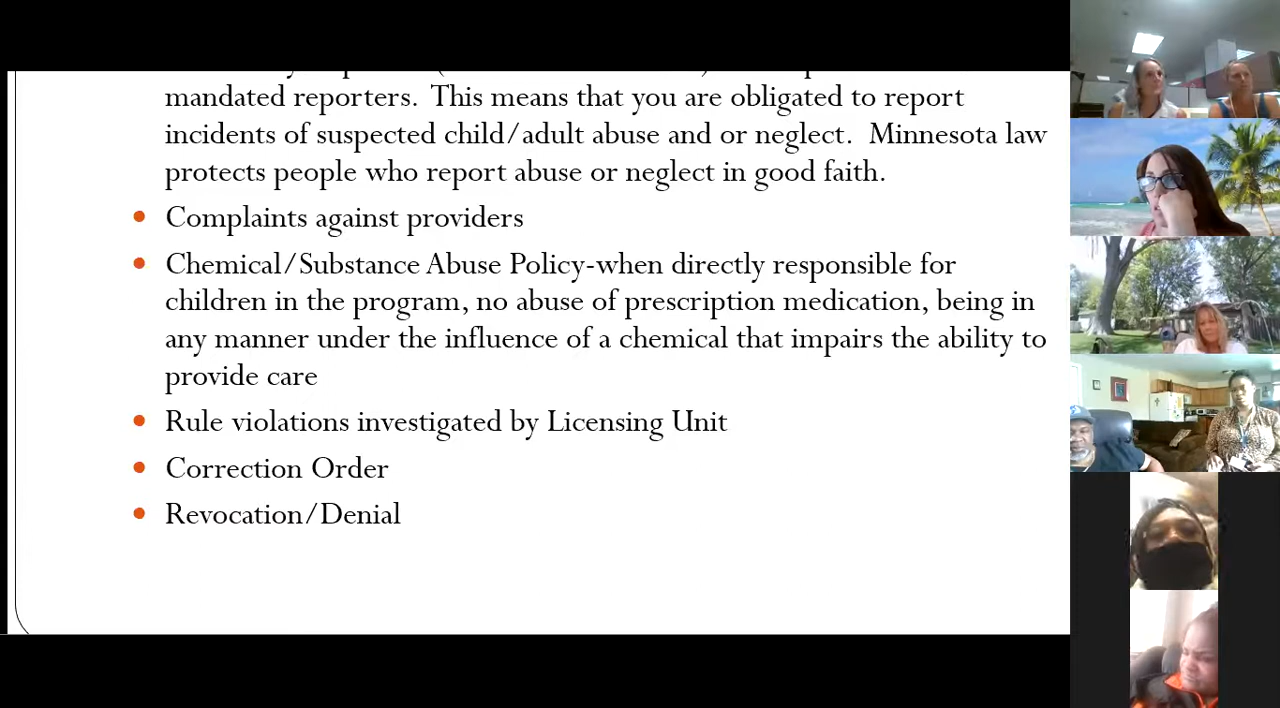 mandated reporters.  This means that you are obligated to report
incidents of suspected child/adult abuse and or neglect.  Minnesota law
protects people who report abuse or neglect in good faith.
Complaints against providers
Chemical/Substance Abuse Policy-when directly responsible for
children in the program, no abuse of prescription medication, being in
any manner under the influence of a chemical that impairs the ability to
provide care
Rule violations investigated by Licensing Unit
Correction Order
Revocation/Denial